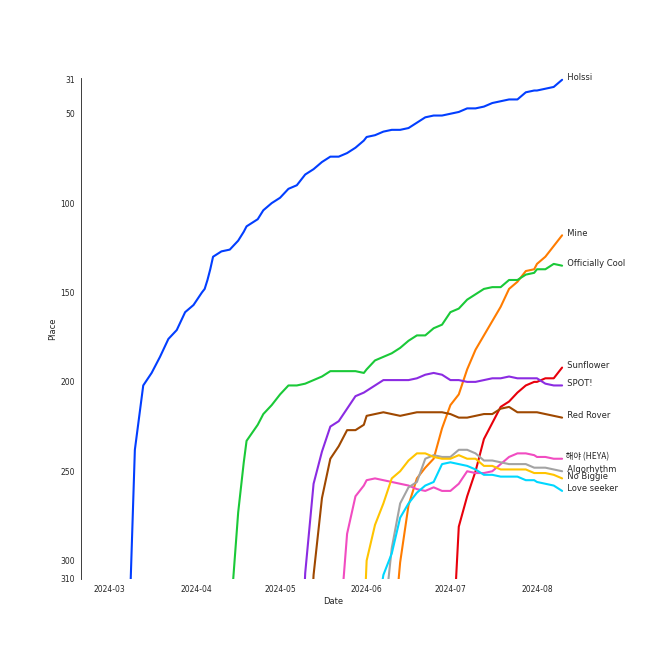 31
50
100
150
200
250
300
310
Place
2024-03
2024-04
2024-05
2024-06
2024-07
2024-08
Date
Holssi
Mine
Officially Cool
Sunflower
SPOT!
Red Rover
해야 (HEYA)
Algorhythm
No Biggie
Love seeker